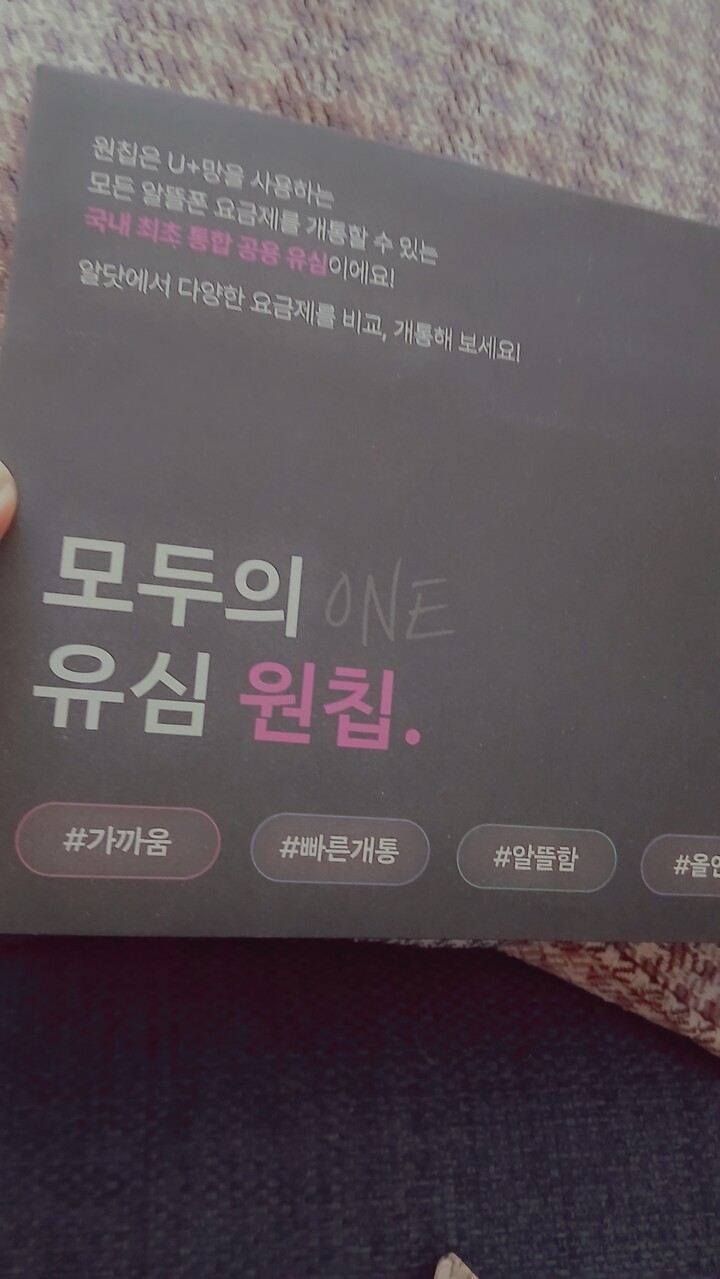 원칩은 U+망을 사용하는
모든 알뜰폰 요금제를 개통할 수 있는
국내 최초 통합 공용 유심이에요!
알닷에서 다양한 요금제를 비교, 개통해 보세요!
모두의 ONE
유심 원칩.
#가까움 #빠른개통 #알뜰함